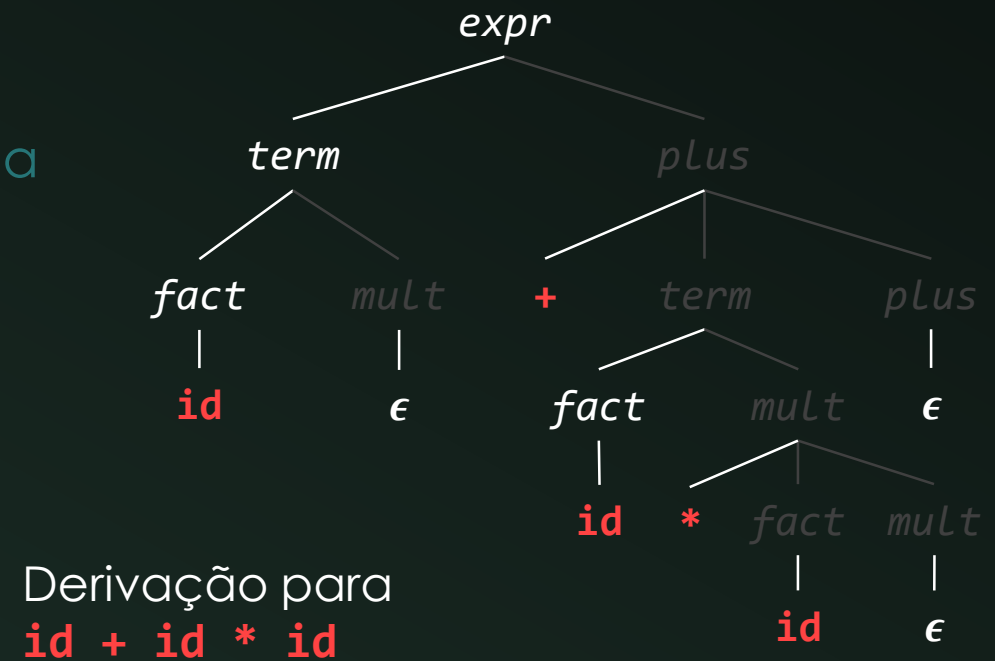 expr
a
term plus
fact mult + term plus
id ϵ fact mult ϵ
id * fact mult
Derivação para
id ϵ
id + id * id